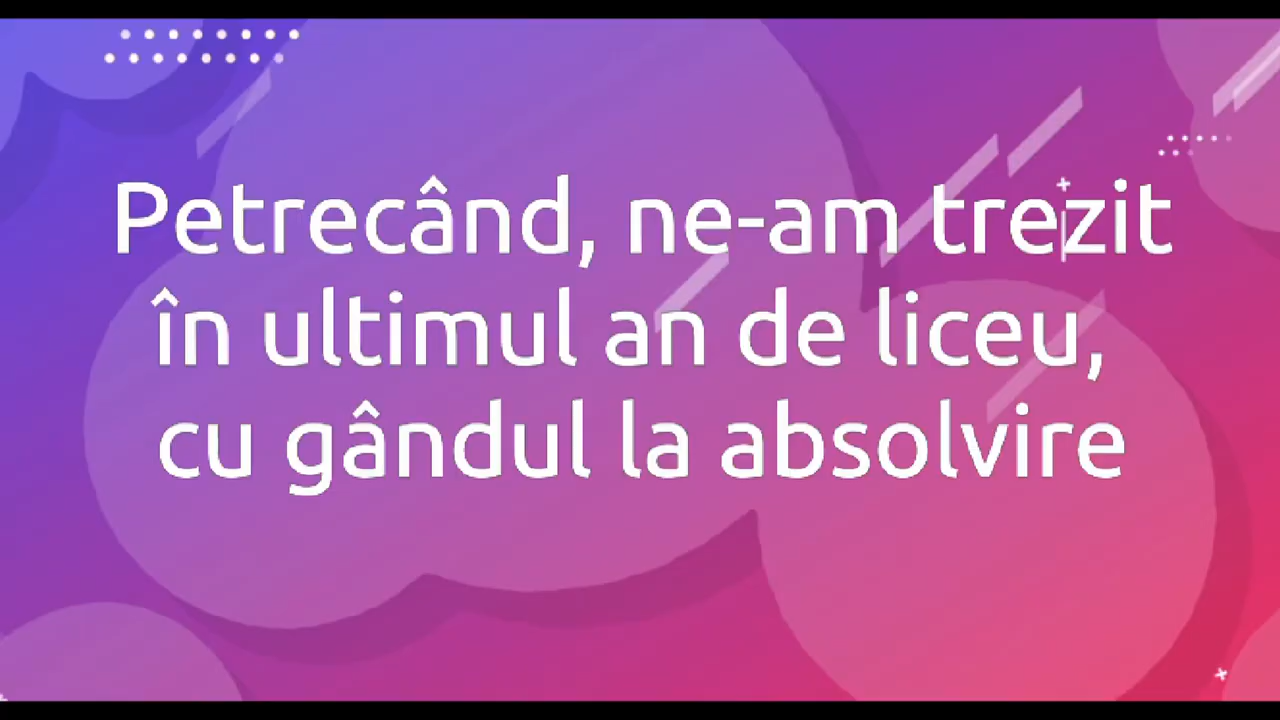 Petrecând, ne-am trezit
în ultimul an de liceu,
cu gândul la absolvire